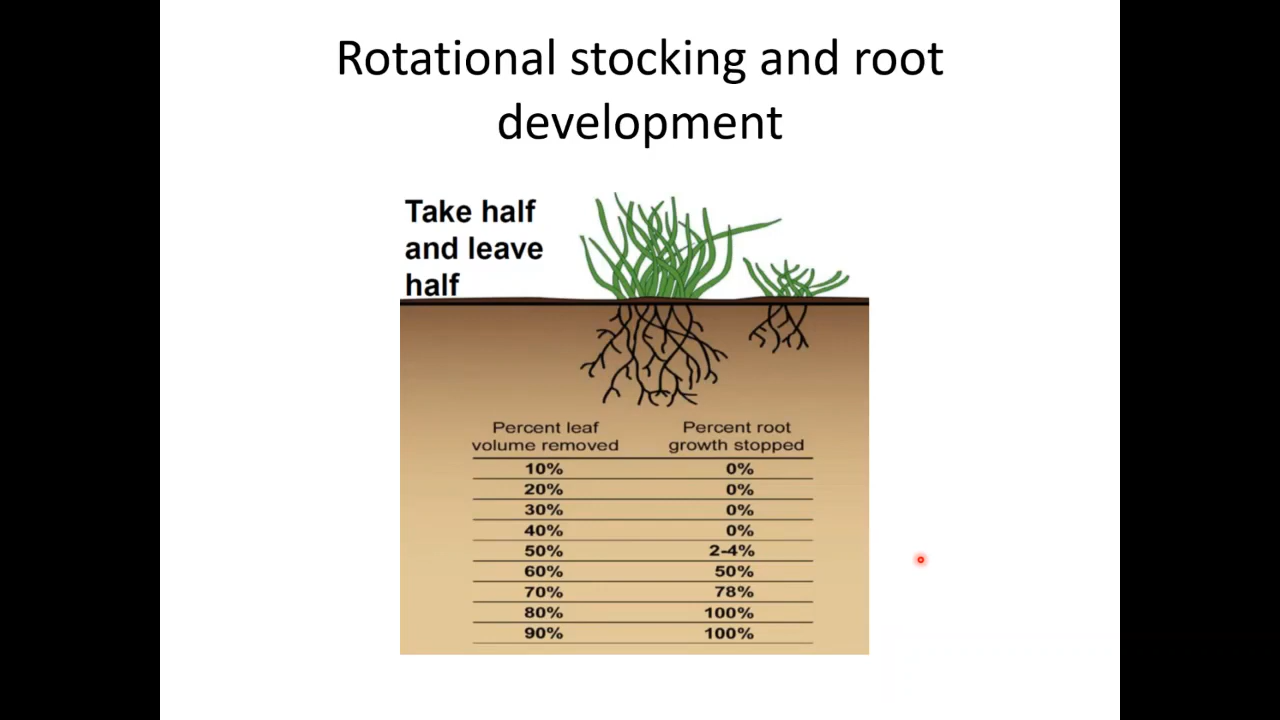 Rotational stocking and root
development
Take half
and leave
half
Percent leaf Percent root
volume removed growth stopped
10% 0%
20% 0%
30% 0%
40% 0%
50% 2-4%
60% 50%
70% 78%
80% 100%
90% 100%